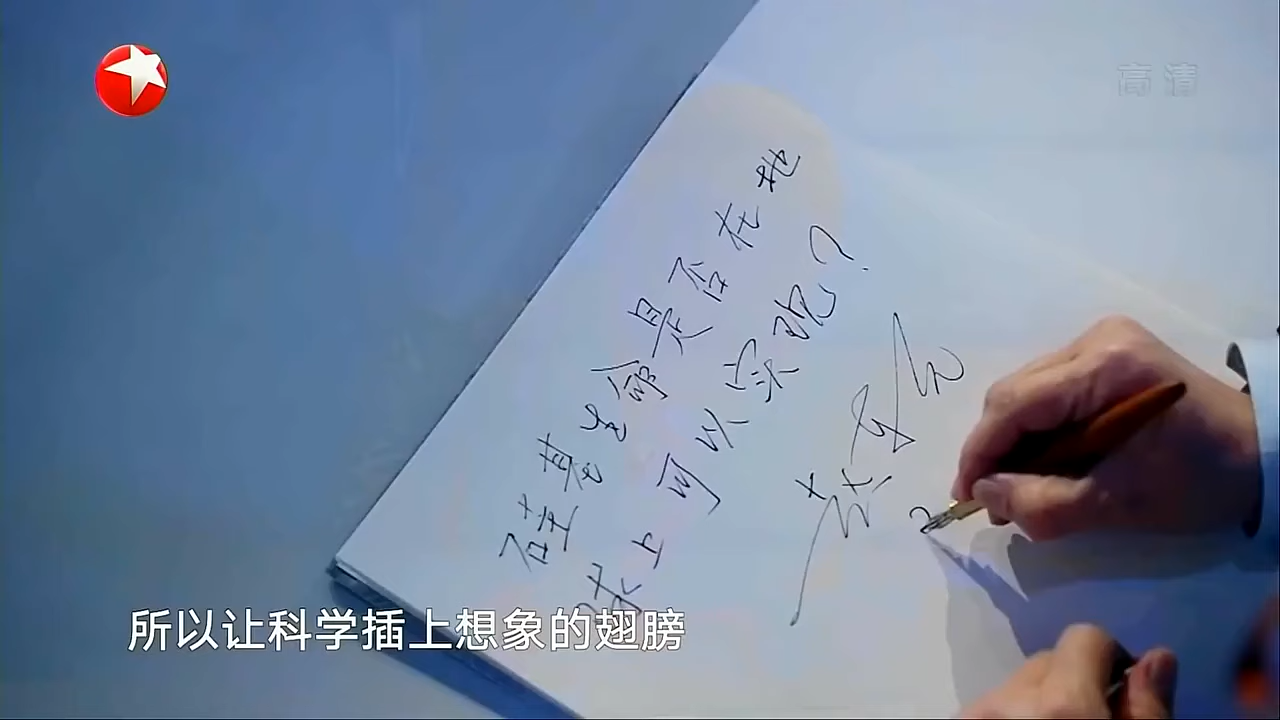 高清
硅基生命是否在地
球上可以实呢?
所以让科学插上想象的翅膀